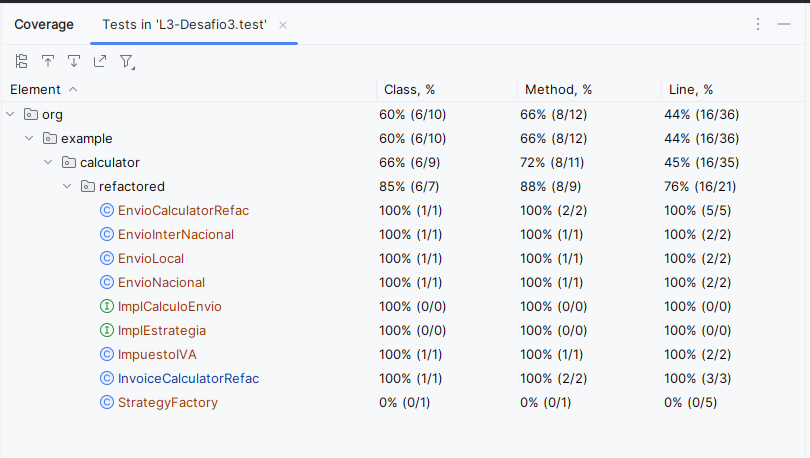 Coverage Tests in 'L3-Desafio3.test'
Element Class, % Method, % Line, %
org 60% (6/10) 66% (8/12) 44% (16/36)
example 60% (6/10) 66% (8/12) 44% (16/36)
calculator 66% (6/9) 72% (8/11) 45% (16/35)
refactored 85% (6/7) 88% (8/9) 76% (16/21)
EnvioCalculatorRefac 100% (1/1) 100% (2/2) 100% (5/5)
EnvioInterNacional 100% (1/1) 100% (1/1) 100% (2/2)
EnvioLocal 100% (1/1) 100% (1/1) 100% (2/2)
EnvioNacional 100% (1/1) 100% (1/1) 100% (2/2)
ImplCalculoEnvio 100% (0/0) 100% (0/0) 100% (0/0)
ImplEstrategia 100% (0/0) 100% (0/0) 100% (0/0)
ImpuestoIVA 100% (1/1) 100% (1/1) 100% (2/2)
InvoiceCalculatorRefac 100% (1/1) 100% (2/2) 100% (3/3)
StrategyFactory 0% (0/1) 0% (0/1) 0% (0/5)